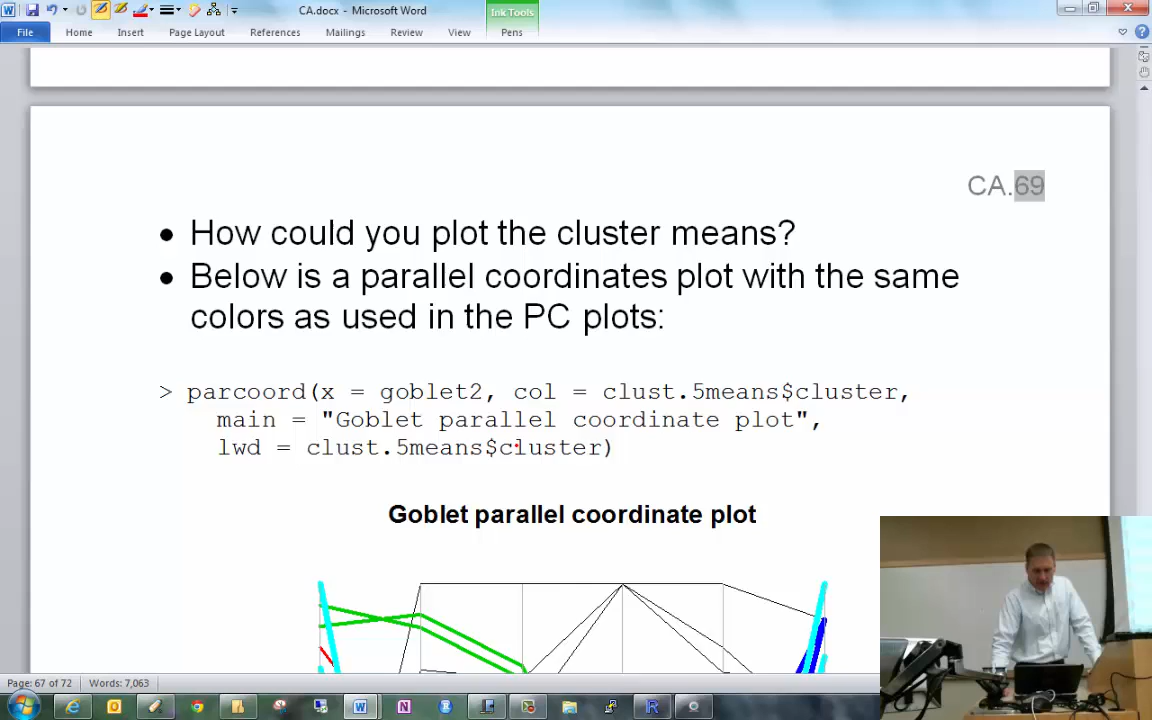 CA.docx - Microsoft Word
Ink Tools
File Home Insert Page Layout References Mailings Review View Pens
CA.69
• How could you plot the cluster means?
• Below is a parallel coordinates plot with the same
colors as used in the PC plots:
> parcoord(x = goblet2, col = clust.5means$cluster,
main = "Goblet parallel coordinate plot",
lwd = clust.5means$cluster)
Goblet parallel coordinate plot
Page: 67 of 72 Words: 7,063